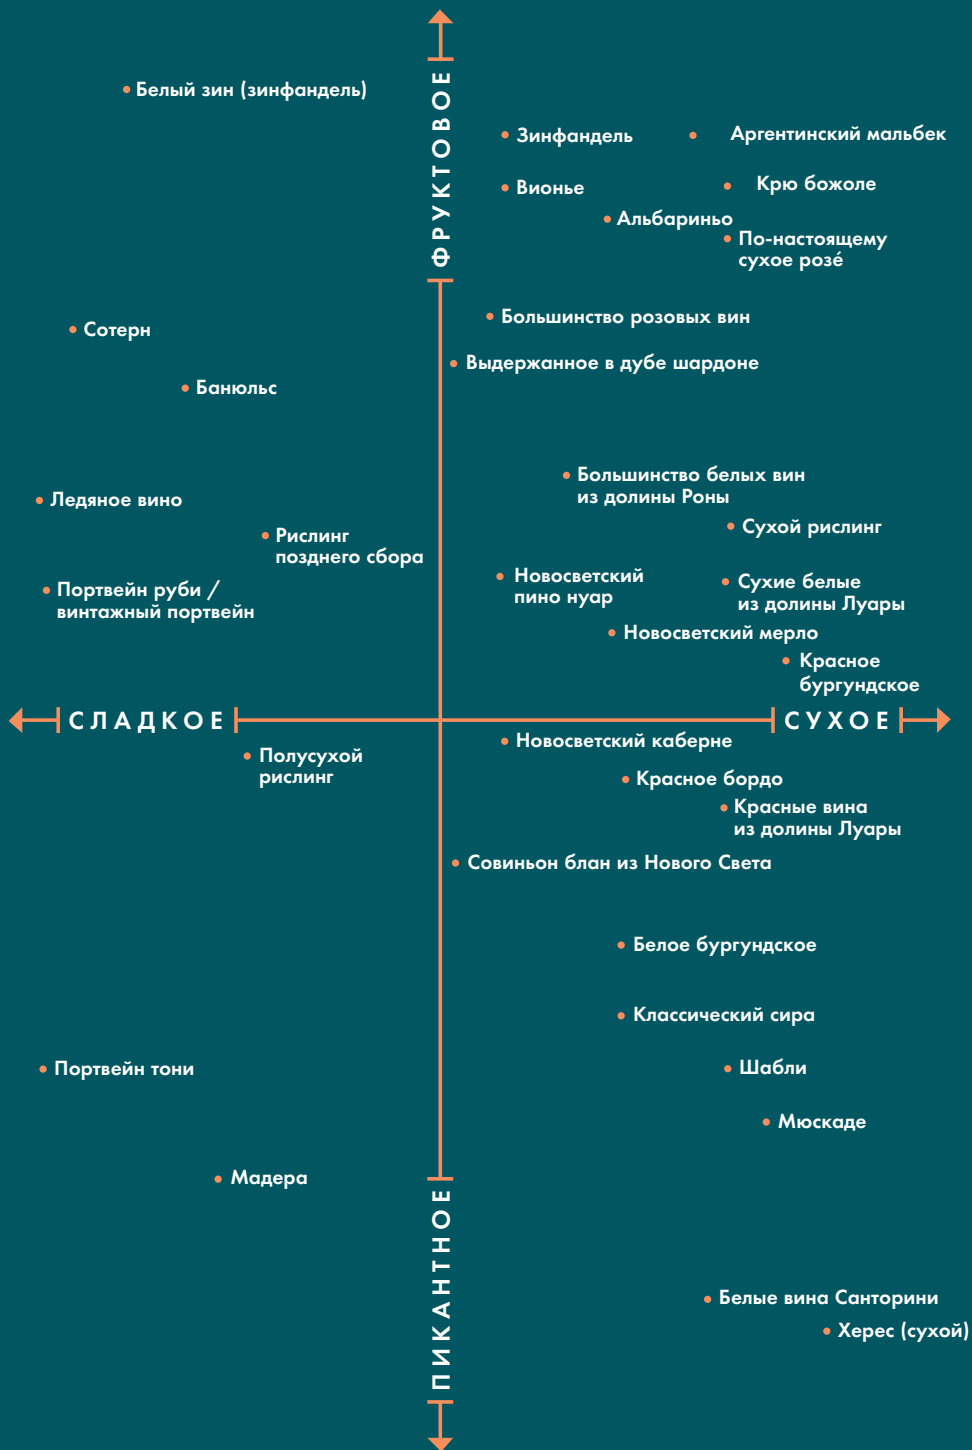 ФРУКТОВОЕ
Белый зин (зинфандель)
Зинфандель
Аргентинский мальбек
Вионье
Крю божоле
Альбариньо
По-настоящему
сухое розé
Большинство розовых вин
Сотерн
Выдержанное в дубе шардоне
Банюльс
Большинство белых вин
из долины Роны
Ледяное вино
Сухой рислинг
Рислинг
позднего сбора
Новосветский
пино нуар
Сухие белые
из долины Луары
Портвейн руби /
винтажный портвейн
Новосветский мерло
Красное
бургундское
СЛАДКОЕ
СУХОЕ
Новосветский каберне
Полусухой
рислинг
Красное бордо
Красные вина
из долины Луары
Совиньон блан из Нового Света
Белое бургундское
Классический сира
Портвейн тони
Шабли
Мюскаде
Мадера
ПИКАНТНОЕ
Белые вина Санторини
Херес (сухой)